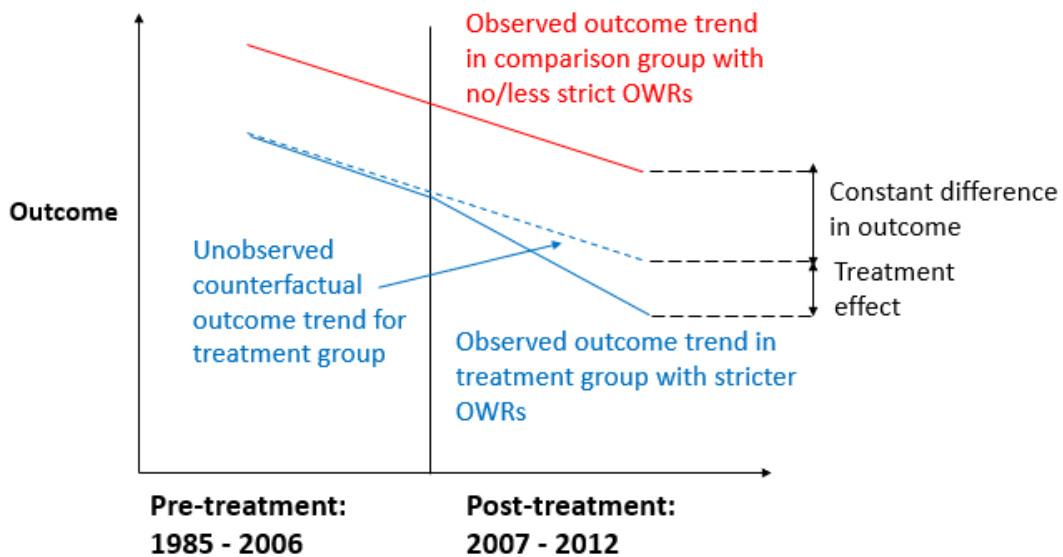 Observed outcome trend
in comparison group with
no/less strict OWRs
Outcome
Constant difference
in outcome
Unobserved
counterfactual
outcome trend for
treatment group
Treatment
effect
Observed outcome trend in
treatment group with stricter
OWRs
Pre-treatment:
1985 - 2006
Post-treatment:
2007 - 2012